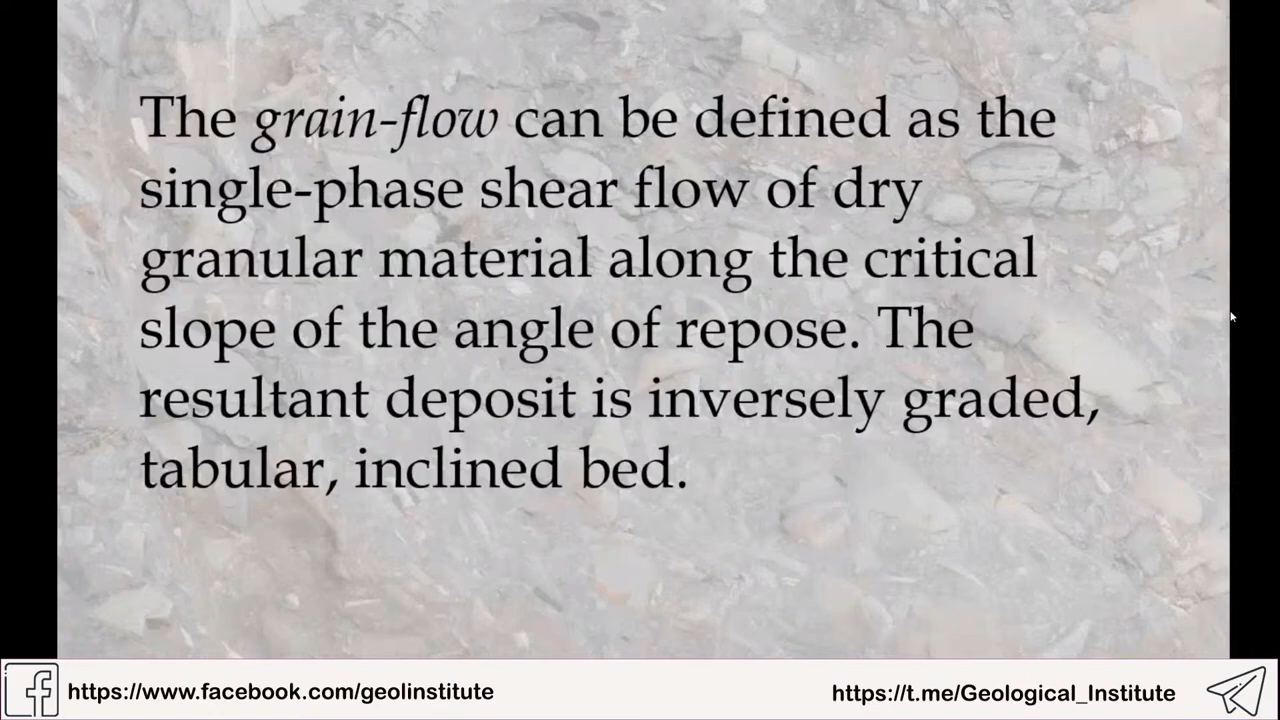 The grain-flow can be defined as the
single-phase shear flow of dry
granular material along the critical
slope of the angle of repose. The
resultant deposit is inversely graded,
tabular, inclined bed.
https://www.facebook.com/geolinstitute
https://t.me/Geological_Institute